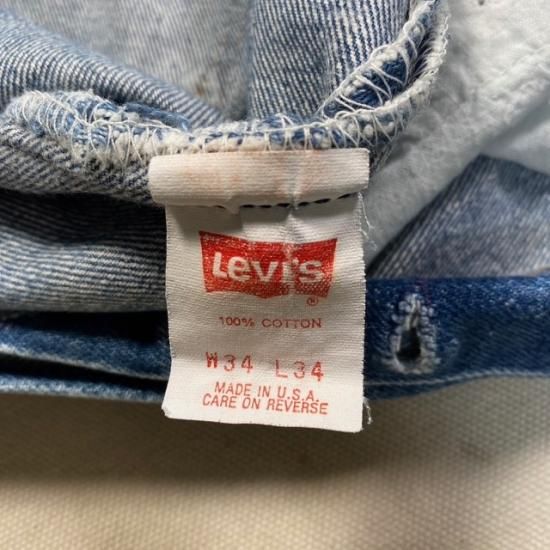 Levi's
®
100% COTTON
W34 L34
MADE IN U.S.A.
CARE ON REVERSE